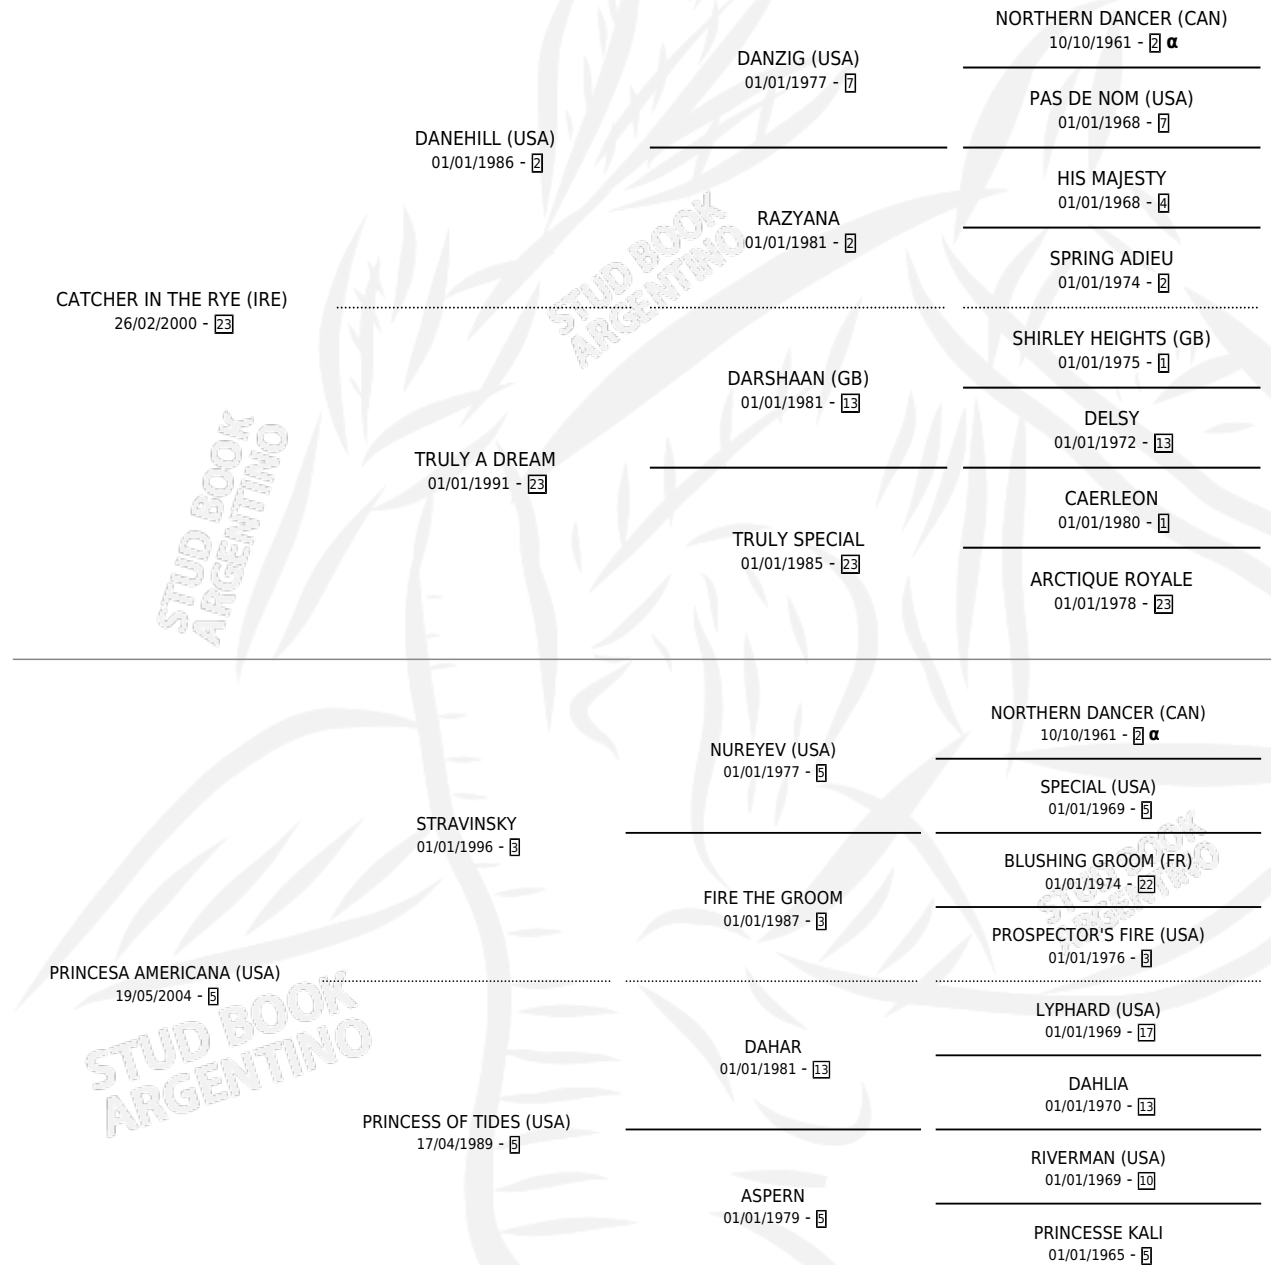 NORTHERN DANCER (CAN)
10/10/1961 - 2 α
DANZIG (USA)
01/01/1977 - 7
PAS DE NOM (USA)
01/01/1968 - 7
DANEHILL (USA)
01/01/1986 - 2
HIS MAJESTY
01/01/1968 - 4
RAZYANA
01/01/1981 - 2
SPRING ADIEU
01/01/1974 - 2
CATCHER IN THE RYE (IRE)
26/02/2000 - 23
SHIRLEY HEIGHTS (GB)
01/01/1975 - 1
DARSHAAN (GB)
01/01/1981 - 13
DELSY
01/01/1972 - 13
TRULY A DREAM
01/01/1991 - 23
CAERLEON
01/01/1980 - 1
TRULY SPECIAL
01/01/1985 - 23
ARCTIQUE ROYALE
01/01/1978 - 23
NORTHERN DANCER (CAN)
10/10/1961 - 2 α
NUREYEV (USA)
01/01/1977 - 5
SPECIAL (USA)
01/01/1969 - 5
STRAVINSKY
01/01/1996 - 3
BLUSHING GROOM (FR)
01/01/1974 - 22
FIRE THE GROOM
01/01/1987 - 3
PROSPECTOR'S FIRE (USA)
01/01/1976 - 3
PRINCESA AMERICANA (USA)
19/05/2004 - 5
LYPHARD (USA)
01/01/1969 - 17
DAHAR
01/01/1981 - 13
DAHLIA
01/01/1970 - 13
PRINCESS OF TIDES (USA)
17/04/1989 - 5
RIVERMAN (USA)
01/01/1969 - 10
ASPERN
01/01/1979 - 5
PRINCESSE KALI
01/01/1965 - 5
STUD BOOK
ARGENTINO
STUD BOOK
ARGENTINO
STUD BOOK
ARGENTINO
STUD BOOK
ARGENTINO